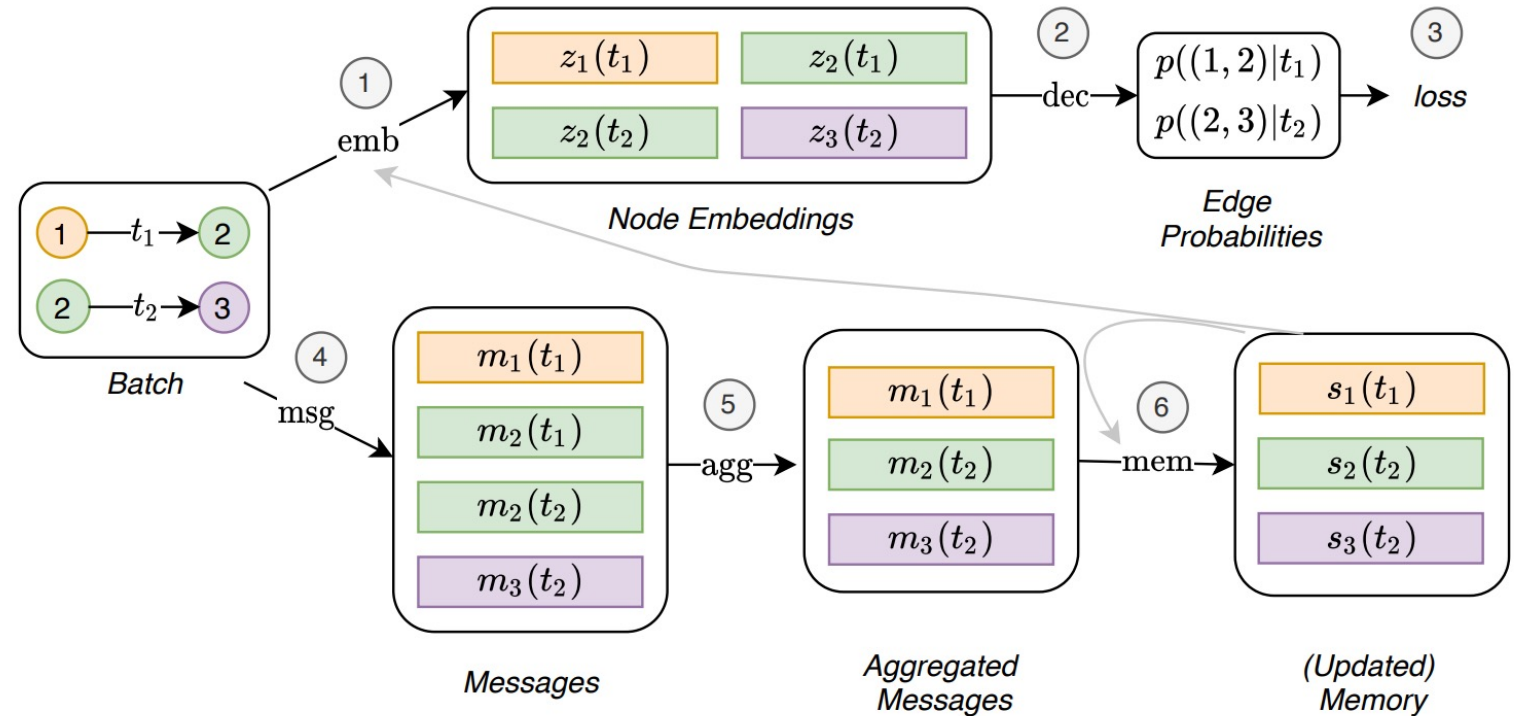 1
emb
z₁(t₁)
z₂(t₁)
z₂(t₂)
z₃(t₂)
Node Embeddings
2
dec
p((1, 2)|t₁)
p((2, 3)|t₂)
Edge
Probabilities
3
loss
1 t₁ 2
2 t₂ 3
Batch
4
msg
m₁(t₁)
m₂(t₁)
m₂(t₂)
m₃(t₂)
Messages
5
agg
m₁(t₁)
m₂(t₂)
m₃(t₂)
Aggregated
Messages
6
mem
s₁(t₁)
s₂(t₂)
s₃(t₂)
(Updated)
Memory